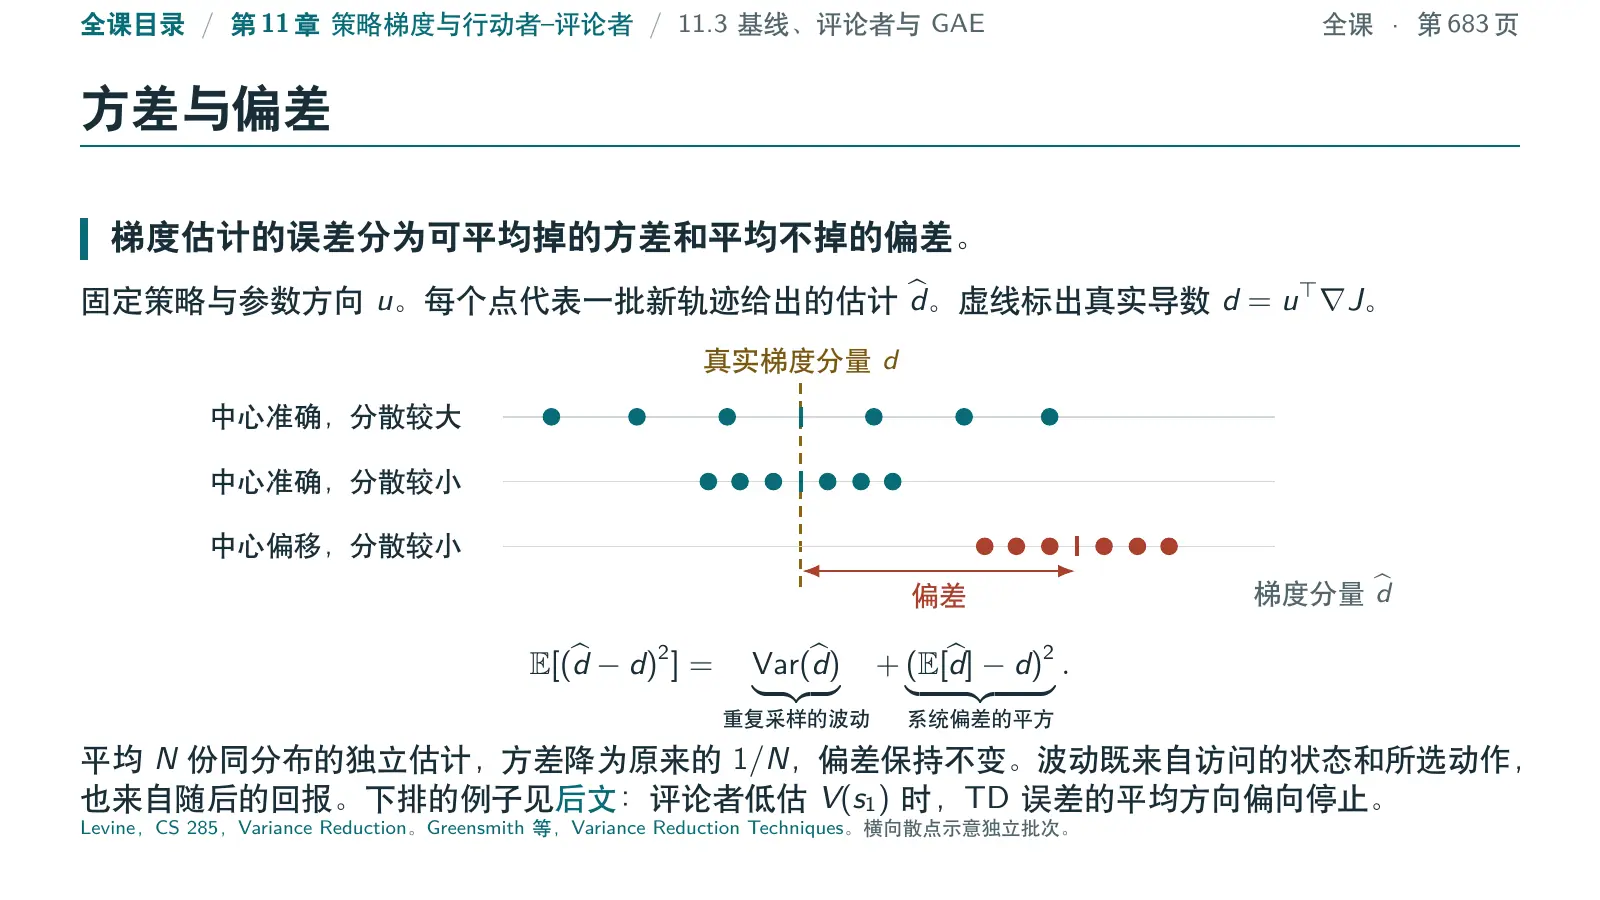 全课目录 / 第 11 章 策略梯度与行动者–评论者 / 11.3 基线、评论者与 GAE 全课 · 第 683 页
方差与偏差
梯度估计的误差分为可平均掉的方差和平均不掉的偏差。
固定策略与参数方向 u。每个点代表一批新轨迹给出的估计 d̂。虚线标出真实导数 d = u⊤∇J。
真实梯度分量 d
中心准确，分散较大
中心准确，分散较小
中心偏移，分散较小
偏差
梯度分量 d̂
𝔼[(d̂ − d)²] = Var(d̂) + (𝔼[d̂] − d)².
重复采样的波动 系统偏差的平方
平均 N 份同分布的独立估计，方差降为原来的 1/N，偏差保持不变。波动既来自访问的状态和所选动作，
也来自随后的回报。下排的例子见后文：评论者低估 V(s₁) 时，TD 误差的平均方向偏向停止。
Levine，CS 285，Variance Reduction。Greensmith 等，Variance Reduction Techniques。横向散点示意独立批次。